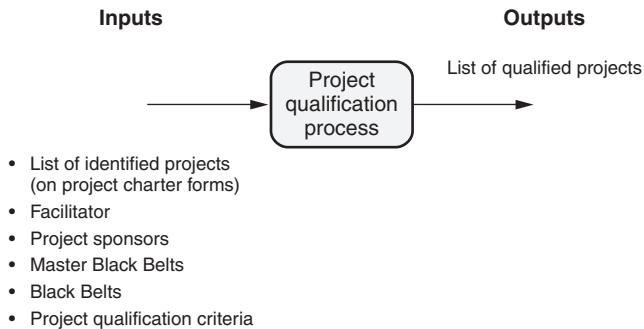 Inputs
Outputs
Project
qualification
process
List of qualified projects
• List of identified projects
(on project charter forms)
• Facilitator
• Project sponsors
• Master Black Belts
• Black Belts
• Project qualification criteria